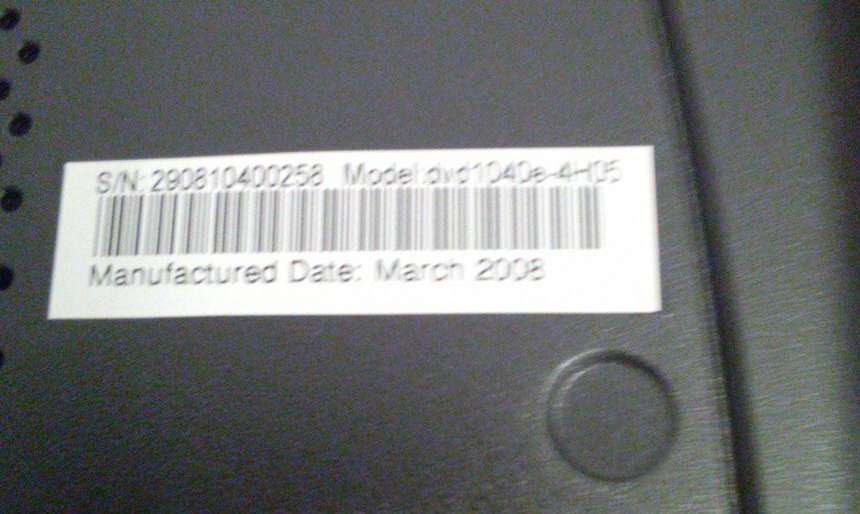 S/N: 290810400258 Model:dvd1040e-4H05
Manufactured Date: March 2008